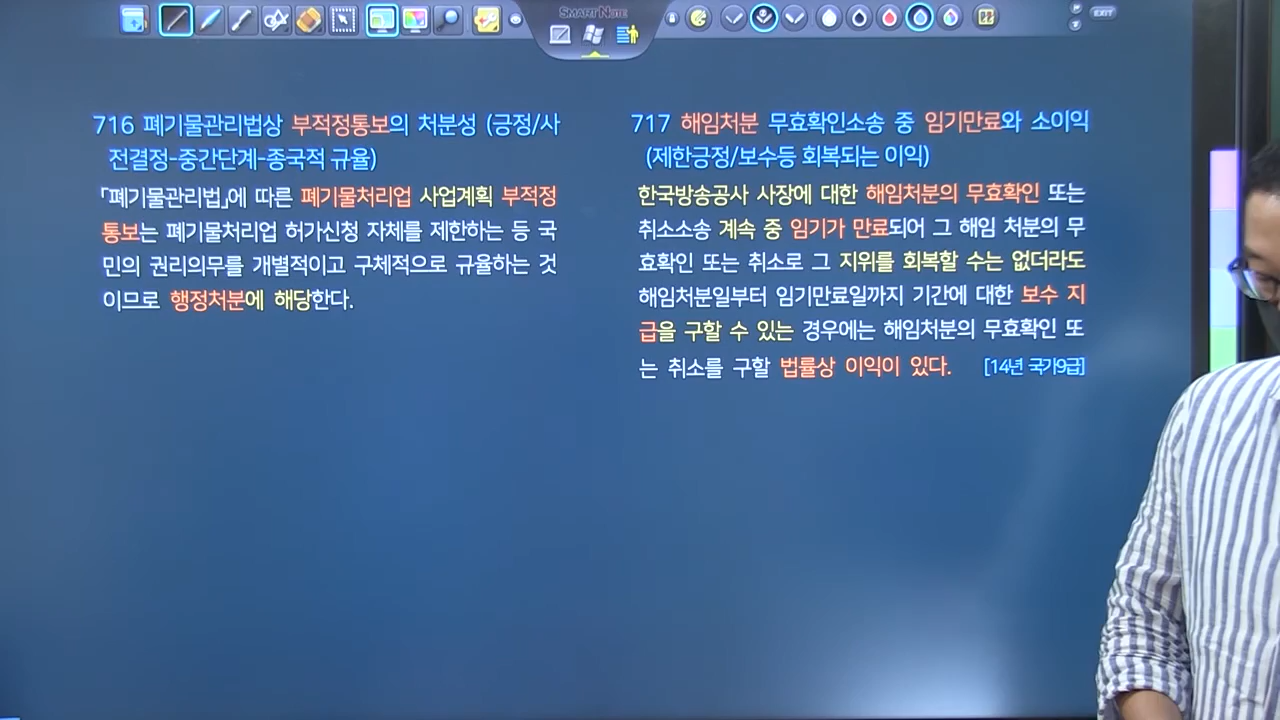 SMARTNOTE
EXIT
716 폐기물관리법상 부적정통보의 처분성 (긍정/사
전결정-중간단계-종국적 규율)
「폐기물관리법」에 따른 폐기물처리업 사업계획 부적정
통보는 폐기물처리업 허가신청 자체를 제한하는 등 국
민의 권리의무를 개별적이고 구체적으로 규율하는 것
이므로 행정처분에 해당한다.
717 해임처분 무효확인소송 중 임기만료와 소이익
(제한긍정/보수등 회복되는 이익)
한국방송공사 사장에 대한 해임처분의 무효확인 또는
취소소송 계속 중 임기가 만료되어 그 해임 처분의 무
효확인 또는 취소로 그 지위를 회복할 수는 없더라도
해임처분일부터 임기만료일까지 기간에 대한 보수 지
급을 구할 수 있는 경우에는 해임처분의 무효확인 또
는 취소를 구할 법률상 이익이 있다. [14년 국가9급]